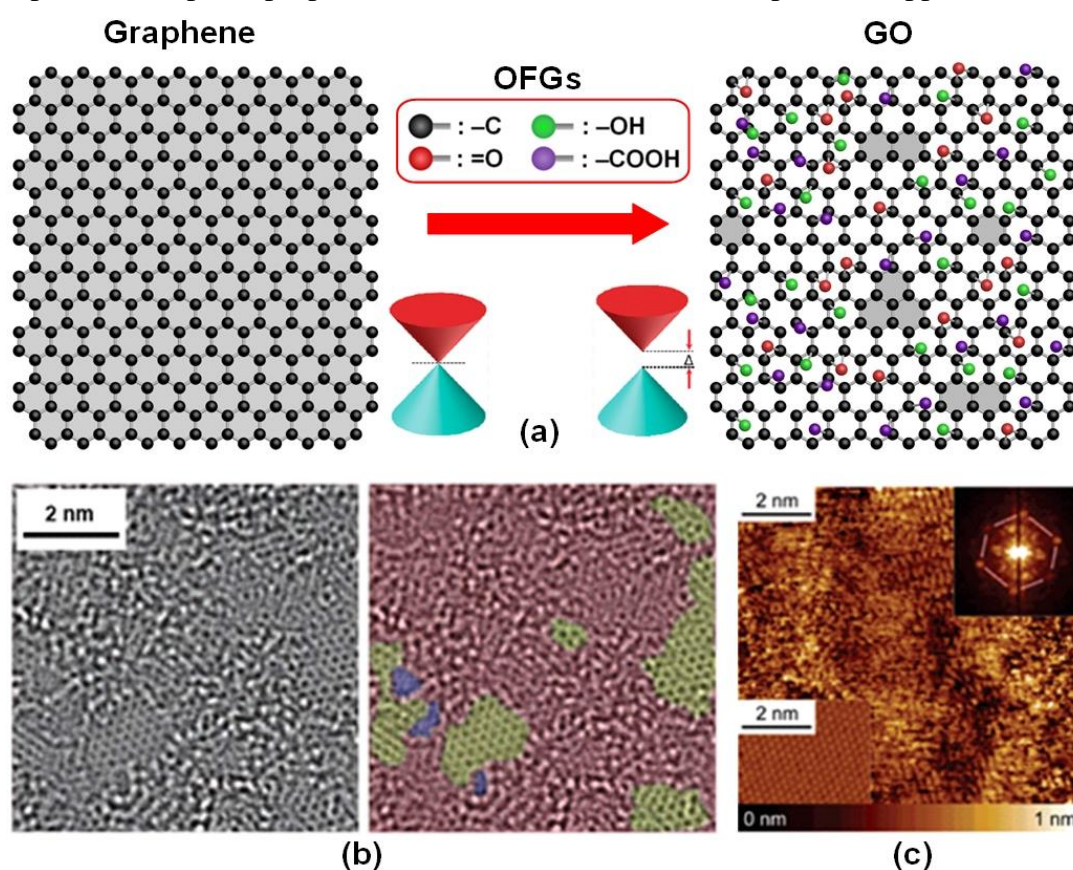 Graphene
GO
OFGs
: –C
: –OH
: =O
: –COOH
Δ
(a)
2 nm
2 nm
2 nm
0 nm
1 nm
(b)
(c)